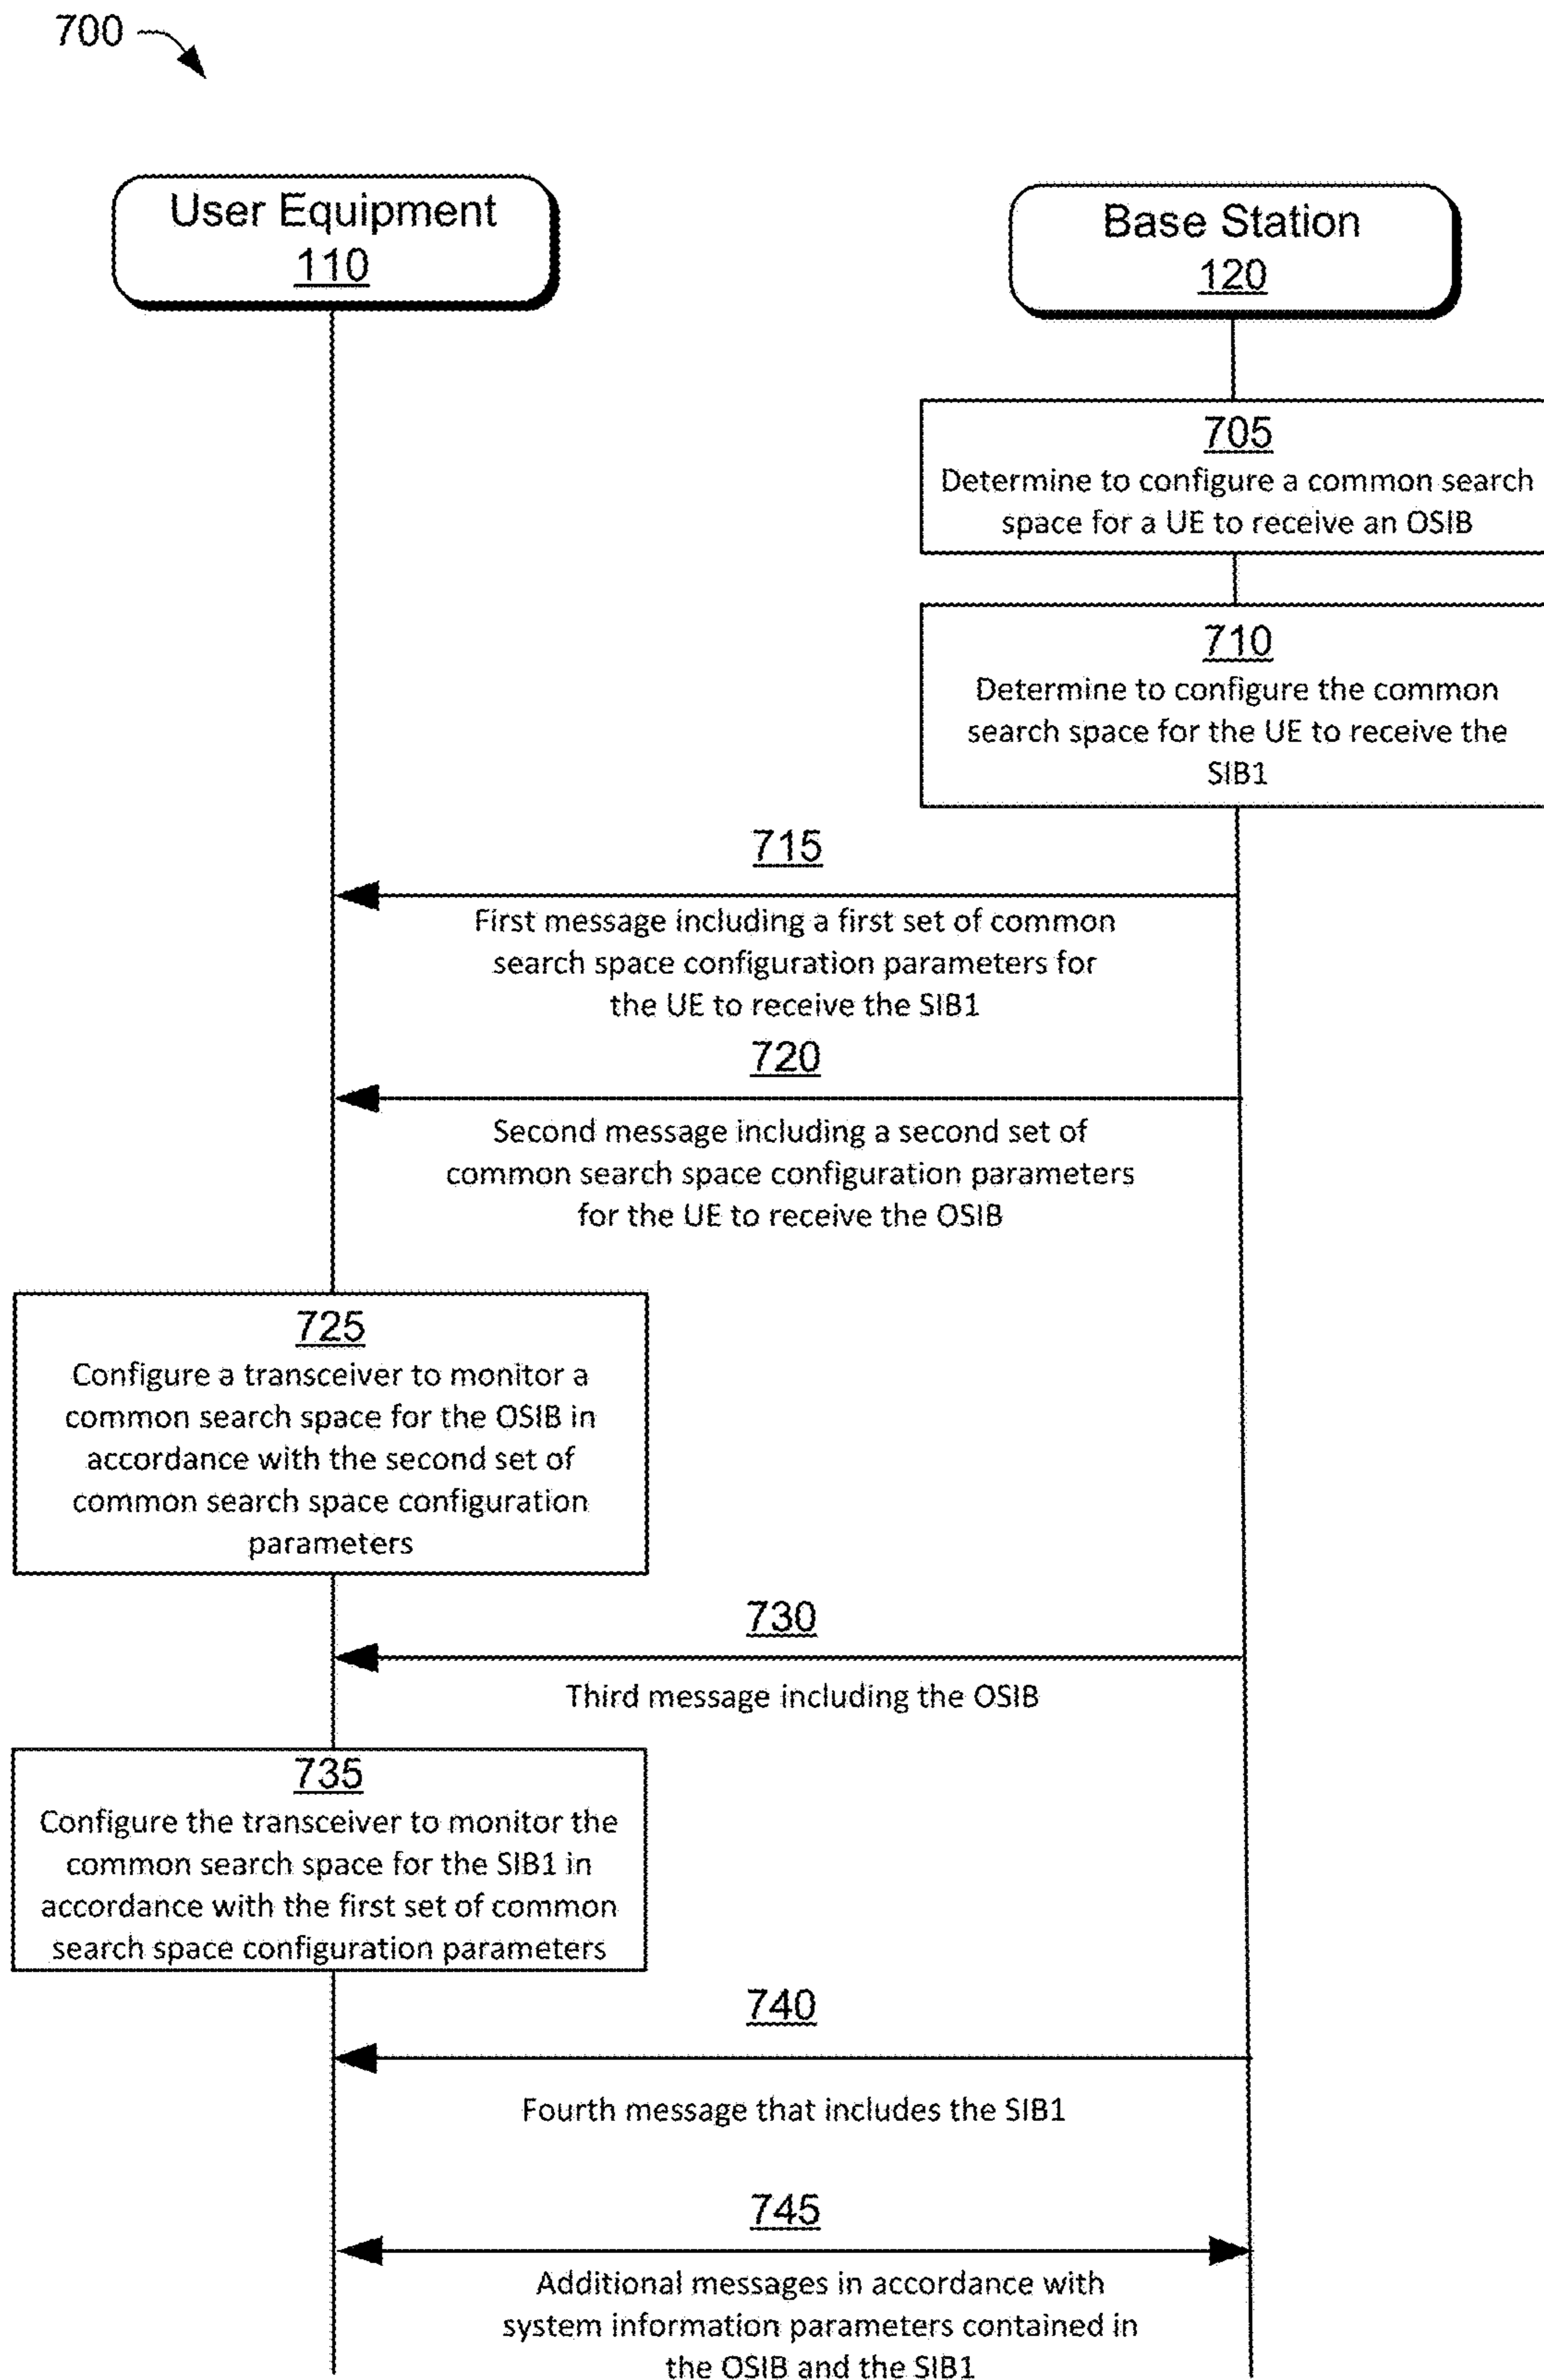 700
User Equipment
110
Base Station
120
705
Determine to configure a common search
space for a UE to receive an OSIB
710
Determine to configure the common
search space for the UE to receive the
SIB1
715
First message including a first set of common
search space configuration parameters for
the UE to receive the SIB1
720
Second message including a second set of
common search space configuration parameters
for the UE to receive the OSIB
725
Configure a transceiver to monitor a
common search space for the OSIB in
accordance with the second set of
common search space configuration
parameters
730
Third message including the OSIB
735
Configure the transceiver to monitor the
common search space for the SIB1 in
accordance with the first set of common
search space configuration parameters
740
Fourth message that includes the SIB1
745
Additional messages in accordance with
system information parameters contained in
the OSIB and the SIB1